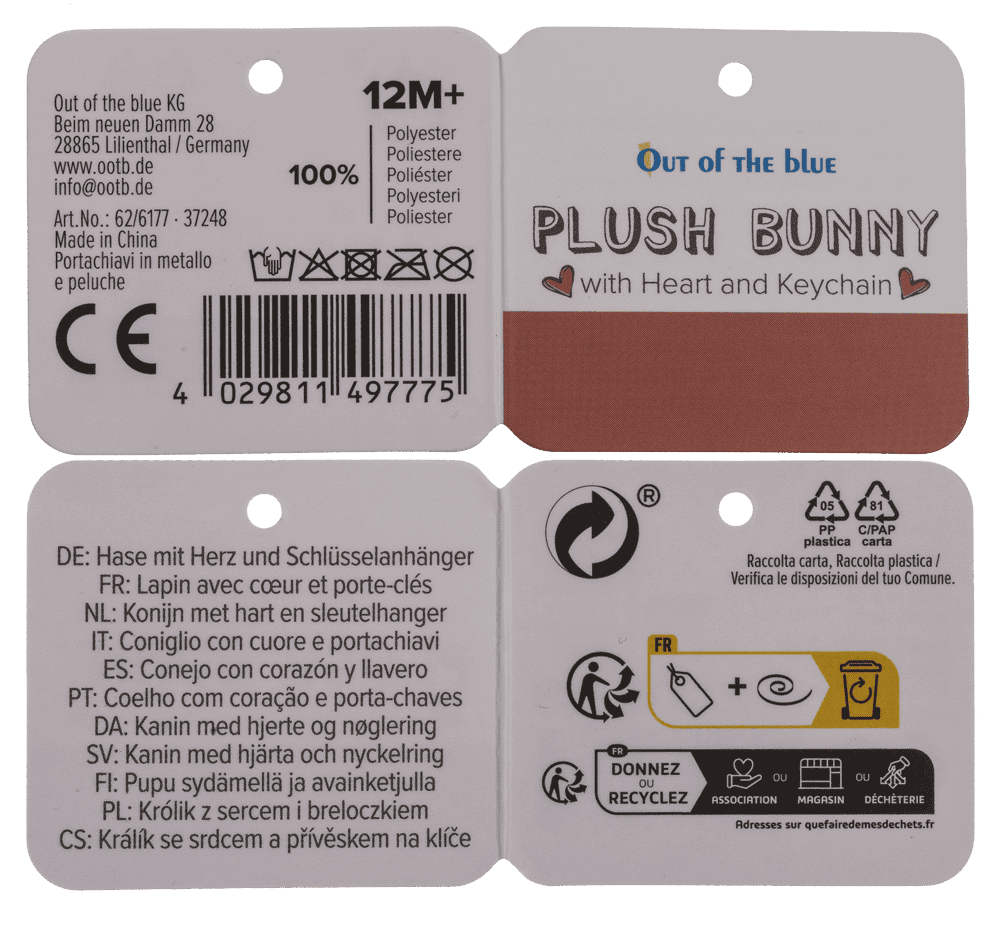 Out of the blue KG
Beim neuen Damm 28
28865 Lilienthal / Germany
www.ootb.de
info@ootb.de
Art.No.: 62/6177 · 37248
Made in China
Portachiavi in metallo
e peluche
CE
12M+
100%
Polyester
Poliestere
Poliéster
Polyesteri
Poliester
4 029811 497775
OUT OF THE BLUE
PLUSH BUNNY
with Heart and Keychain
DE: Hase mit Herz und Schlüsselanhänger
FR: Lapin avec cœur et porte-clés
NL: Konijn met hart en sleutelhanger
IT: Coniglio con cuore e portachiavi
ES: Conejo con corazón y llavero
PT: Coelho com coração e porta-chaves
DA: Kanin med hjerte og nøglering
SV: Kanin med hjärta och nyckelring
FI: Pupu sydämellä ja avainketjulla
PL: Królik z sercem i breloczkiem
CS: Králík se srdcem a přívěskem na klíče
®
05 81
PP C/PAP
plastica carta
Raccolta carta, Raccolta plastica /
Verifica le disposizioni del tuo Comune.
FR
+
FR
DONNEZ
OU
RECYCLEZ
ASSOCIATION OU MAGASIN OU DÉCHÈTERIE
Adresses sur quefairedemesdechets.fr